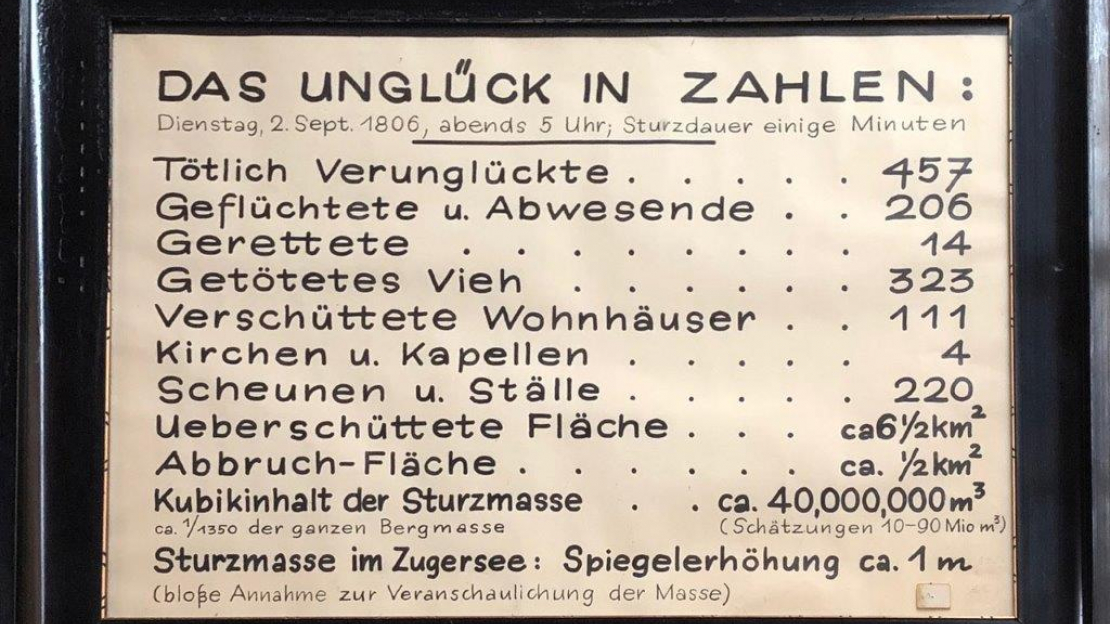 DAS UNGLÜCK IN ZAHLEN:
Dienstag, 2. Sept. 1806, abends 5 Uhr; Sturzdauer einige Minuten
Tötlich Verunglückte . . . . . 457
Geflüchtete u. Abwesende . . 206
Gerettete . . . . . . . . 14
Getötetes Vieh . . . . . . 323
Verschüttete Wohnhäuser . . 111
Kirchen u. Kapellen . . . . . 4
Scheunen u. Ställe . . . . . 220
Ueberschüttete Fläche . . . ca 6 ½ km²
Abbruch-Fläche . . . . . . ca. ½ km²
Kubikinhalt der Sturzmasse . . ca. 40,000,000 m³
ca. 1/1350 der ganzen Bergmasse (Schätzungen 10-90 Mio m³)
Sturzmasse im Zugersee: Spiegelerhöhung ca. 1 m
(bloße Annahme zur Veranschaulichung der Masse)